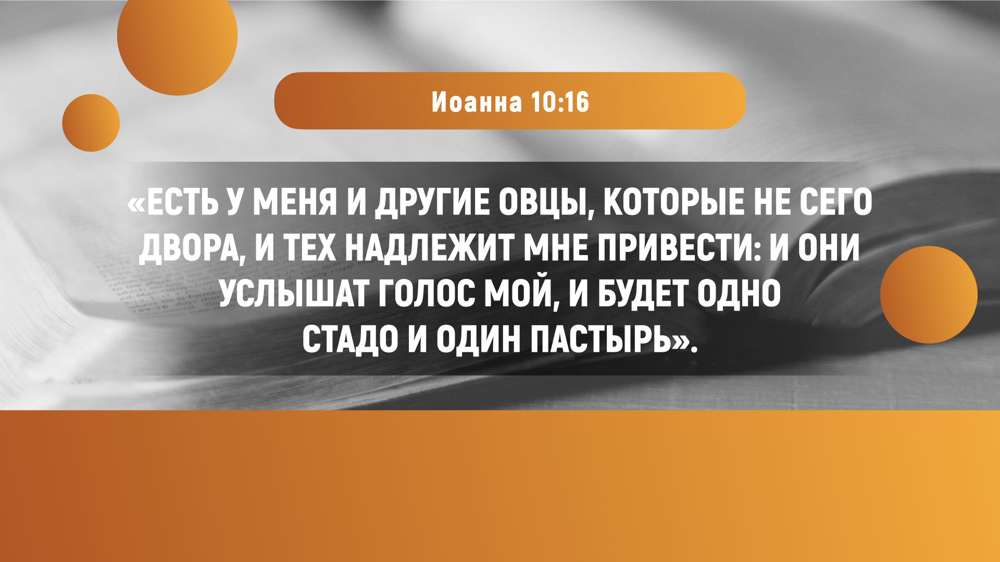 Иоанна 10:16
«ЕСТЬ У МЕНЯ И ДРУГИЕ ОВЦЫ, КОТОРЫЕ НЕ СЕГО
ДВОРА, И ТЕХ НАДЛЕЖИТ МНЕ ПРИВЕСТИ: И ОНИ
УСЛЫШАТ ГОЛОС МОЙ, И БУДЕТ ОДНО
СТАДО И ОДИН ПАСТЫРЬ».